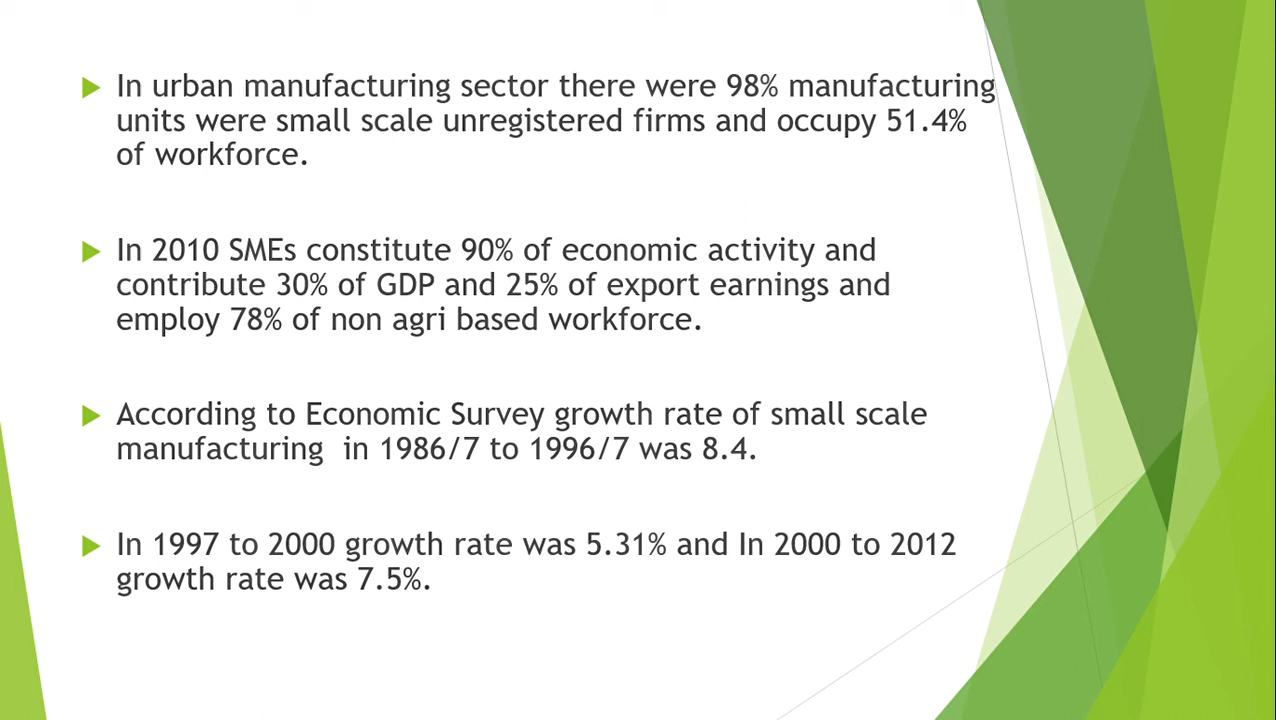 In urban manufacturing sector there were 98% manufacturing
units were small scale unregistered firms and occupy 51.4%
of workforce.
In 2010 SMEs constitute 90% of economic activity and
contribute 30% of GDP and 25% of export earnings and
employ 78% of non agri based workforce.
According to Economic Survey growth rate of small scale
manufacturing  in 1986/7 to 1996/7 was 8.4.
In 1997 to 2000 growth rate was 5.31% and In 2000 to 2012
growth rate was 7.5%.